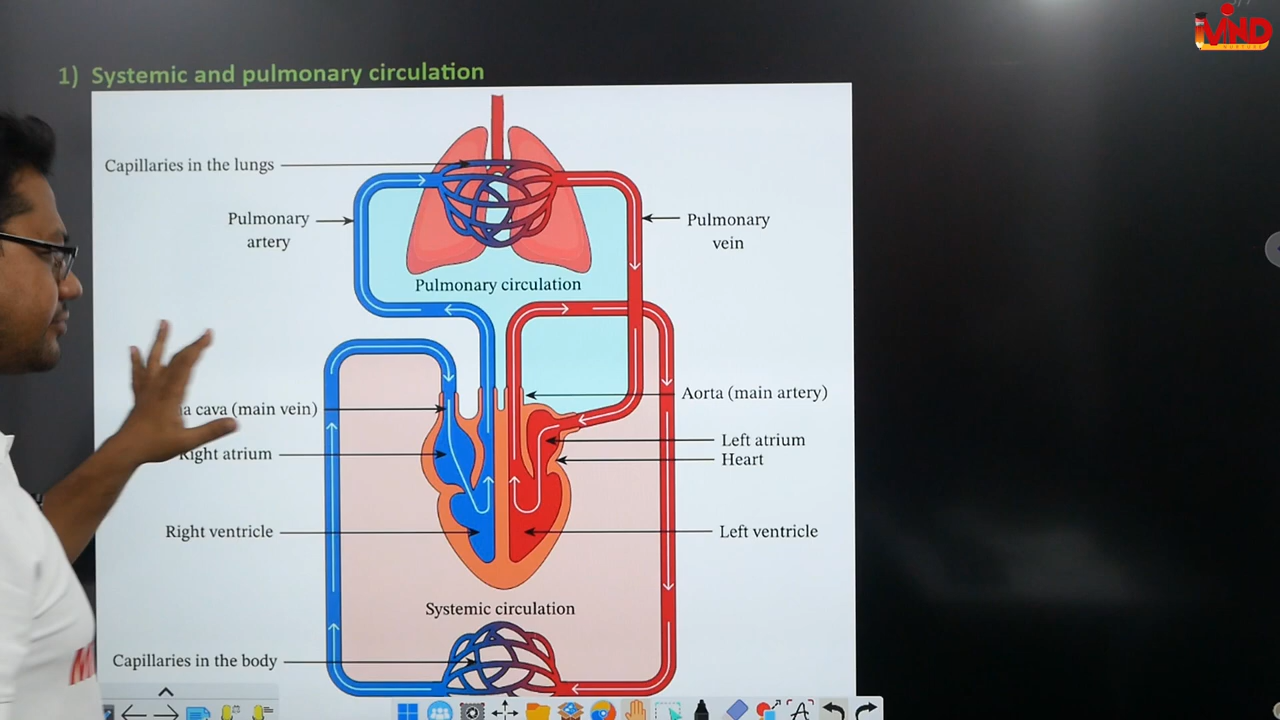 1) Systemic and pulmonary circulation
Capillaries in the lungs
Pulmonary
artery
Pulmonary
vein
Pulmonary circulation
Aorta (main artery)
cava (main vein)
Left atrium
Right atrium
Heart
Right ventricle
Left ventricle
Systemic circulation
Capillaries in the body